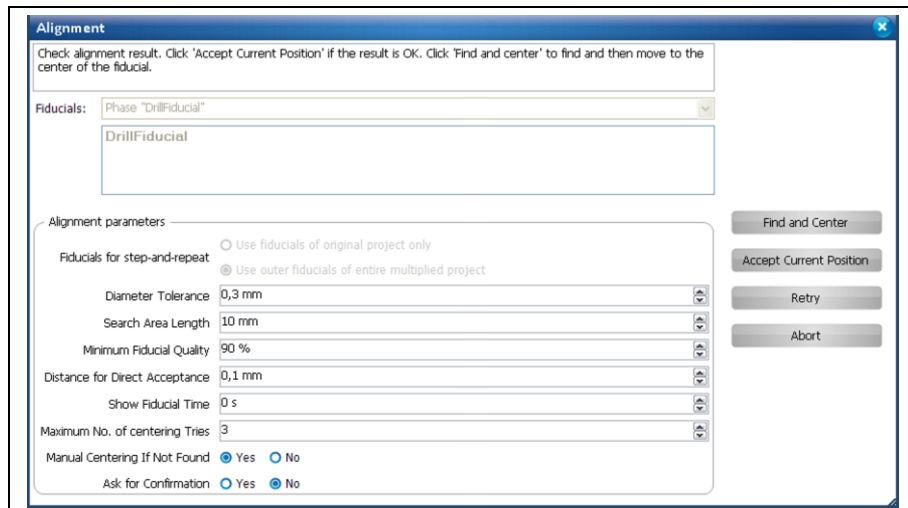 Alignment
Check alignment result. Click 'Accept Current Position' if the result is OK. Click 'Find and center' to find and then move to the
center of the fiducial.
Fiducials: Phase "DrillFiducial"
DrillFiducial
Alignment parameters
Fiducials for step-and-repeat
Use fiducials of original project only
Use outer fiducials of entire multiplied project
Diameter Tolerance 0,3 mm
Search Area Length 10 mm
Minimum Fiducial Quality 90 %
Distance for Direct Acceptance 0,1 mm
Show Fiducial Time 0 s
Maximum No. of centering Tries 3
Manual Centering If Not Found Yes No
Ask for Confirmation Yes No
Find and Center
Accept Current Position
Retry
Abort